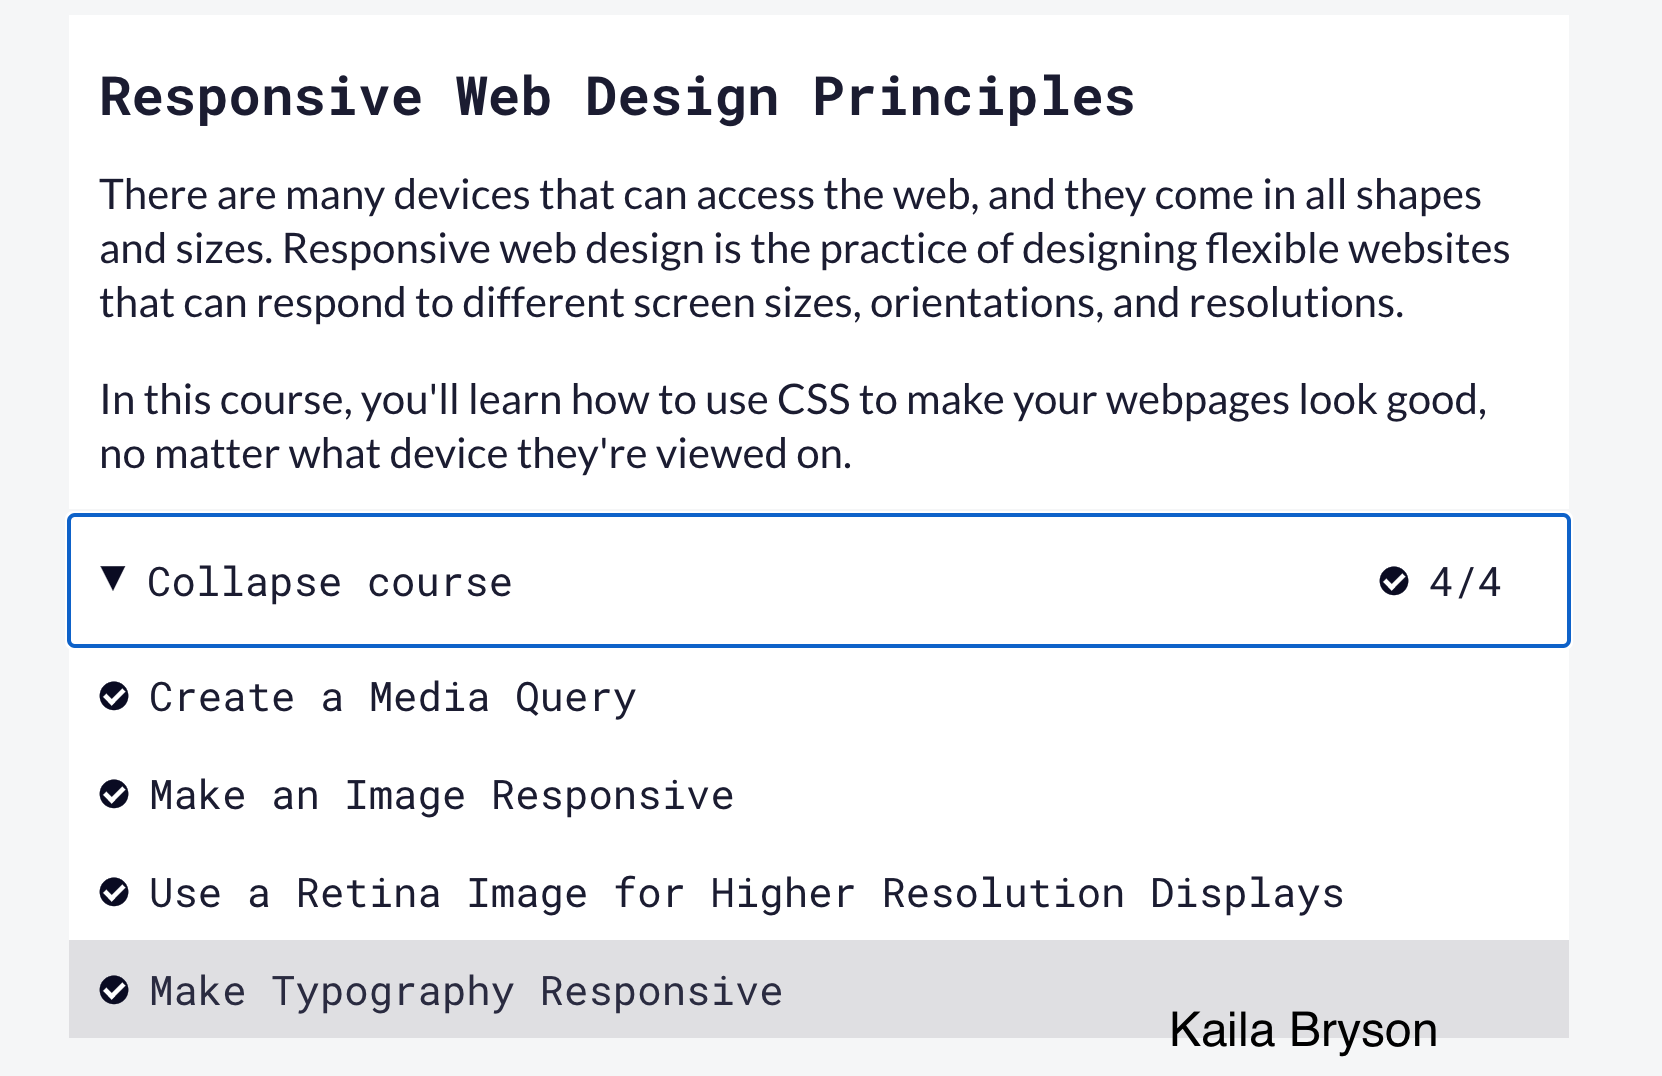 Responsive Web Design Principles
There are many devices that can access the web, and they come in all shapes
and sizes. Responsive web design is the practice of designing flexible websites
that can respond to different screen sizes, orientations, and resolutions.
In this course, you'll learn how to use CSS to make your webpages look good,
no matter what device they're viewed on.
Collapse course 4/4
Create a Media Query
Make an Image Responsive
Use a Retina Image for Higher Resolution Displays
Make Typography Responsive
Kaila Bryson